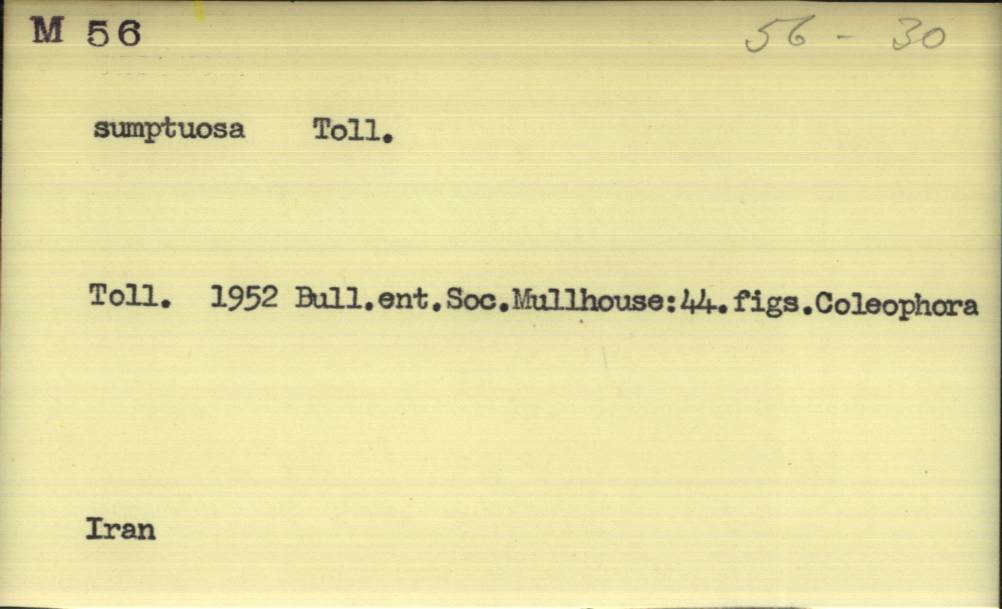 M 56 56 - 30
sumptuosa Toll.
Toll. 1952 Bull.ent.Soc.Mullhouse:44.figs.Coleophora
Iran